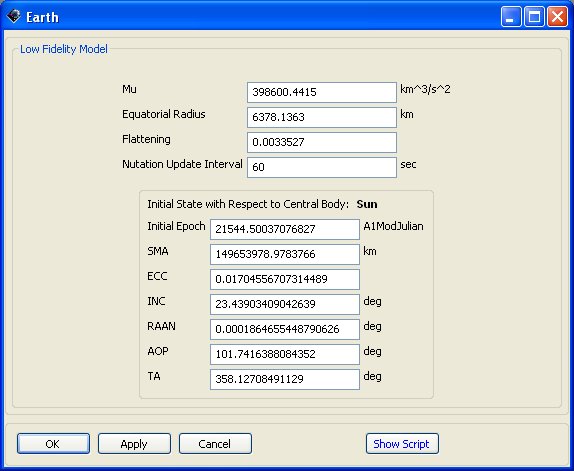 Earth
Low Fidelity Model
Mu 398600.4415 km^3/s^2
Equatorial Radius 6378.1363 km
Flattening 0.0033527
Nutation Update Interval 60 sec
Initial State with Respect to Central Body: Sun
Initial Epoch 21544.50037076827 A1ModJulian
SMA 149653978.9783766 km
ECC 0.01704556707314489
INC 23.43903409042639 deg
RAAN 0.0001864655448790626 deg
AOP 101.7416388084352 deg
TA 358.12708491129 deg
OK Apply Cancel Show Script